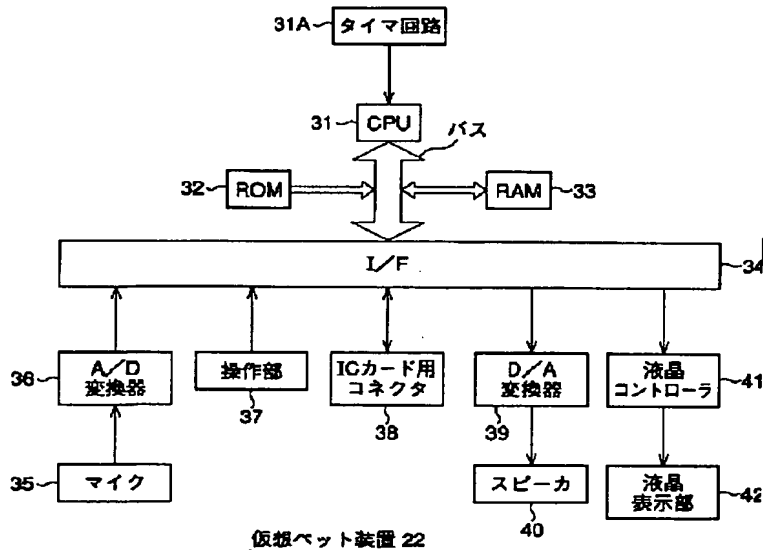 31A
タイマ回路
31
CPU
バス
32
ROM
RAM
33
I/F
34
36
A/D
変換器
操作部
37
ICカード用
コネクタ
38
D/A
変換器
39
液晶
コントローラ
41
35
マイク
スピーカ
40
液晶
表示部
42
仮想ペット装置 22